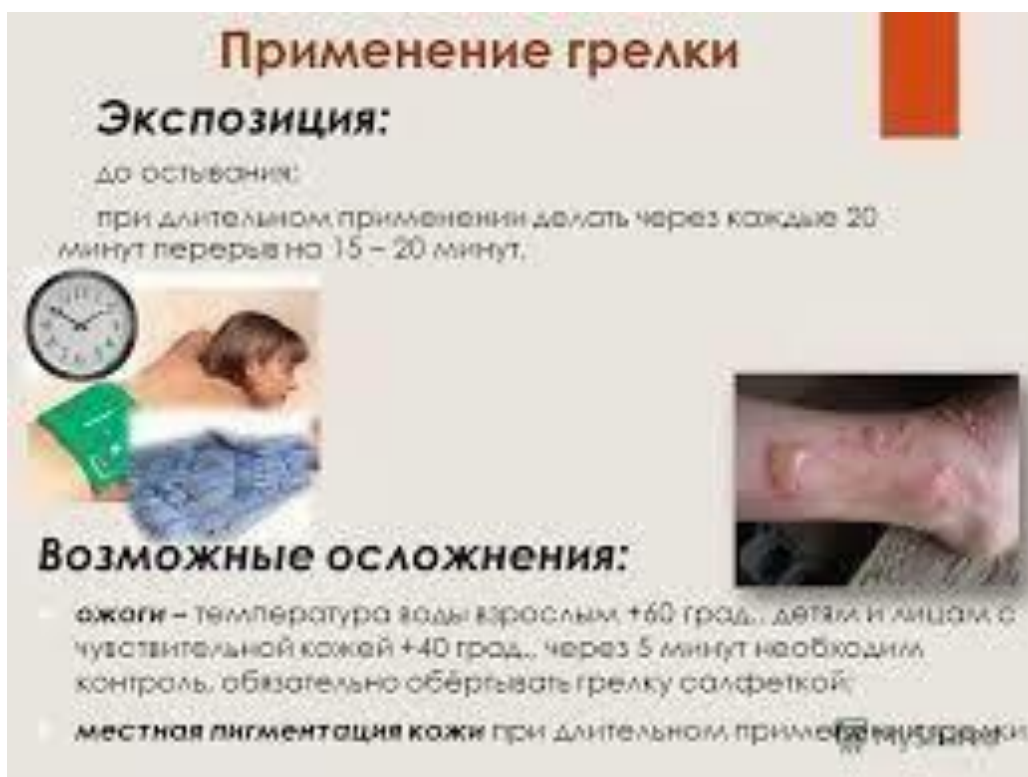 Применение грелки
Экспозиция:
до остывания;
при длительном применении делать через каждые 20
минут перерыв на 15 – 20 минут.
Возможные осложнения:
ожоги – температура воды взрослым +60 град., детям и лицам с
чувствительной кожей +40 град., через 5 минут необходим
контроль, обязательно обёртывать грелку салфеткой;
местная пигментация кожи при длительном применении грелки